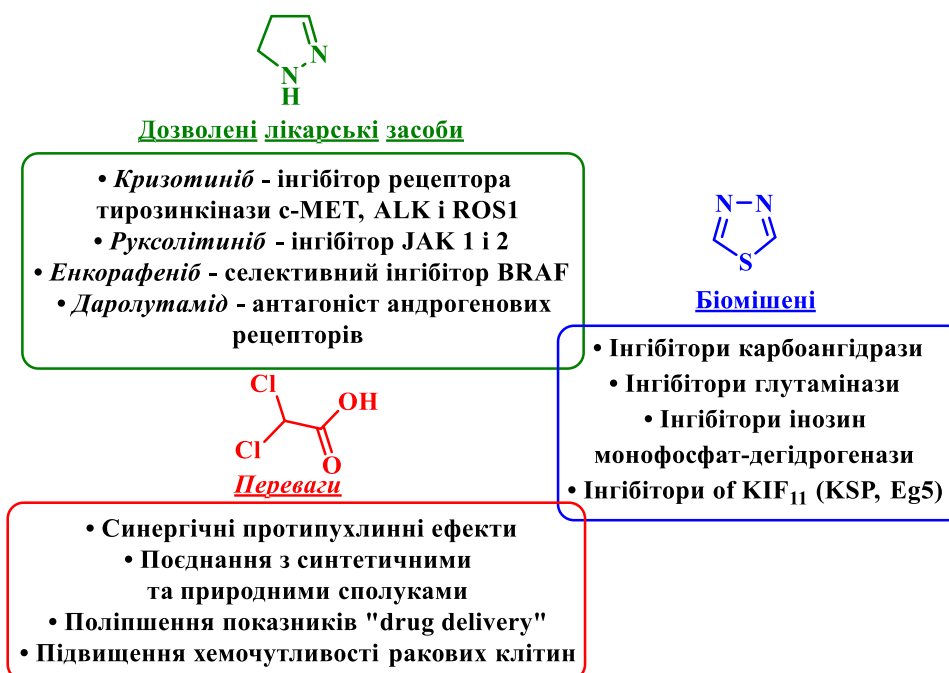 N
N
H
Дозволені лікарські засоби
• Кризотиніб - інгібітор рецептора
тирозинкінази c-MET, ALK і ROS1
• Руксолітиніб - інгібітор JAK 1 і 2
• Енкорафеніб - селективний інгібітор BRAF
• Даролутамід - антагоніст андрогенових
рецепторів
N N
S
Біомішені
• Інгібітори карбоангідрази
• Інгібітори глутамінази
• Інгібітори інозин
монофосфат-дегідрогенази
• Інгібітори of KIF₁₁ (KSP, Eg5)
Cl
OH
Cl
O
Переваги
• Синергічні протипухлинні ефекти
• Поєднання з синтетичними
та природними сполуками
• Поліпшення показників "drug delivery"
• Підвищення хемочутливості ракових клітин